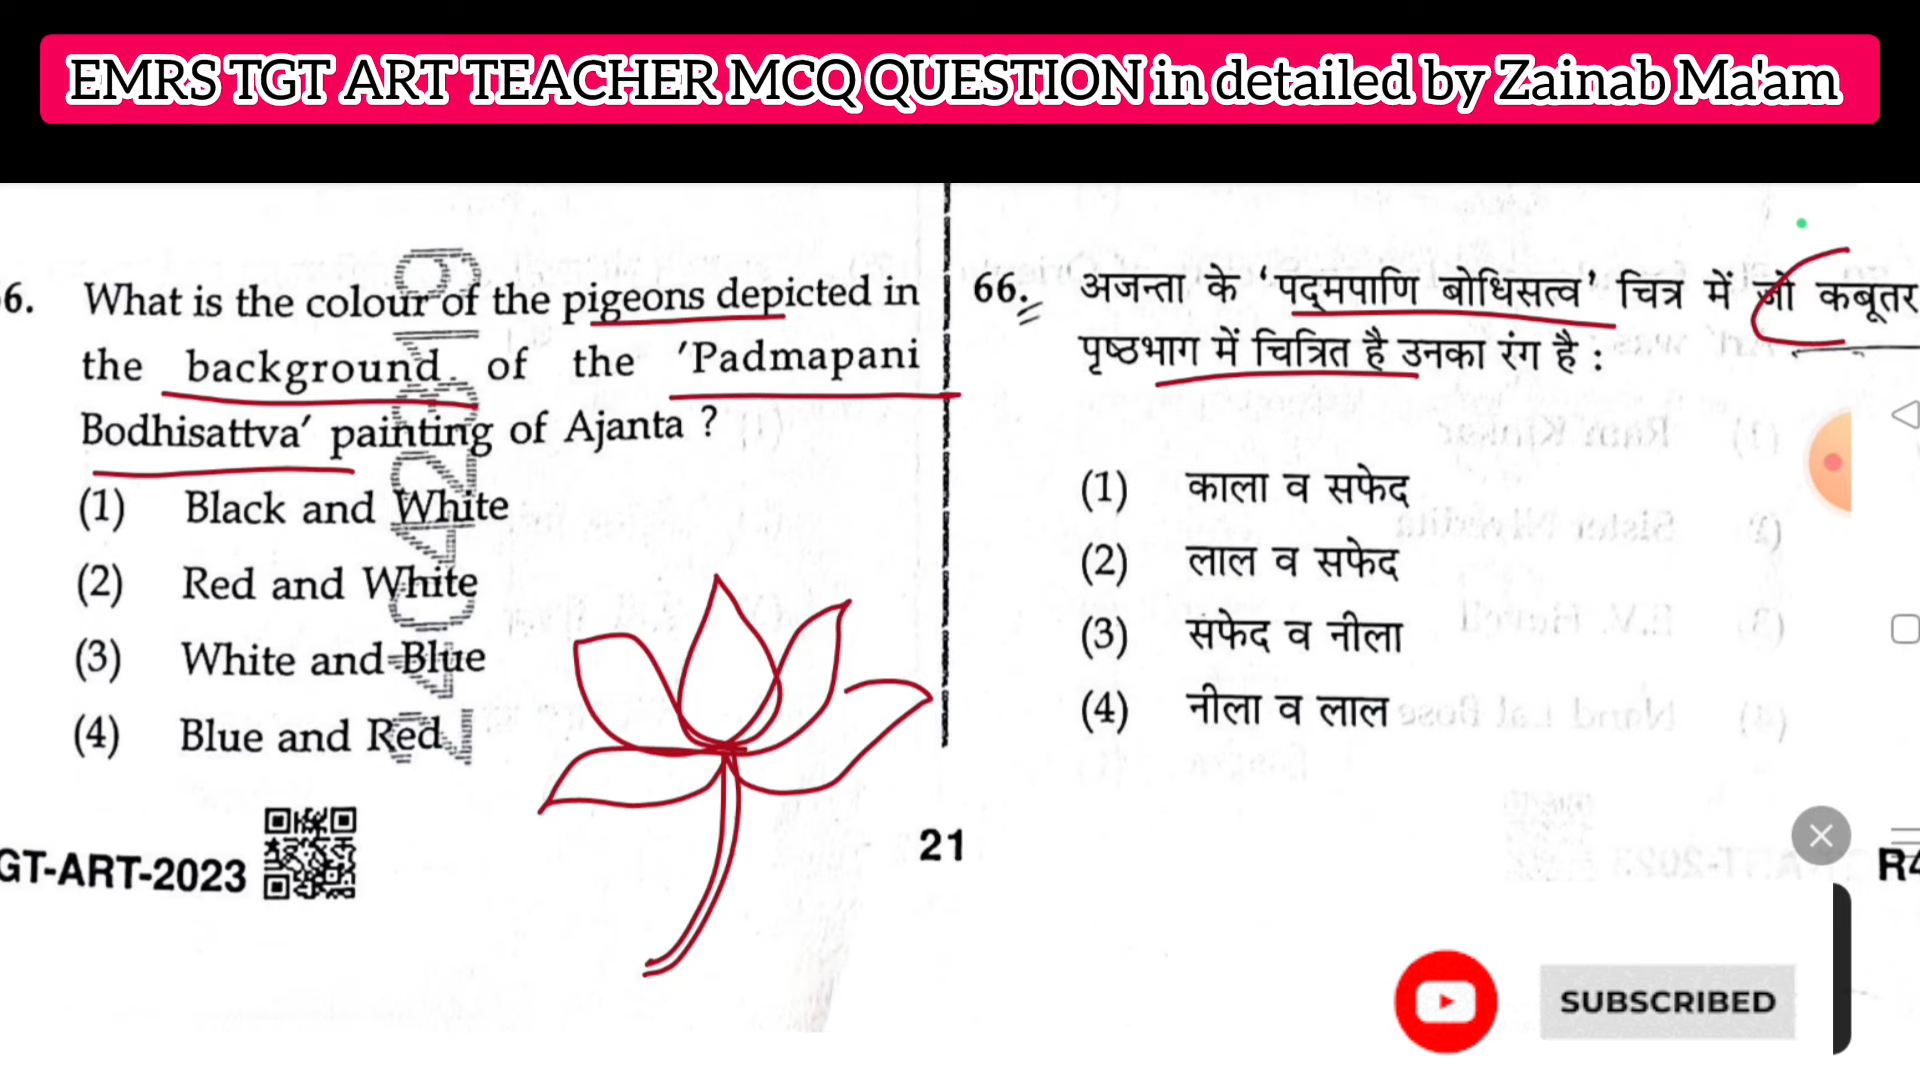 EMRS TGT ART TEACHER MCQ QUESTION in detailed by Zainab Ma'am
6. What is the colour of the pigeons depicted in
the background of the 'Padmapani
Bodhisattva' painting of Ajanta ?
(1) Black and White
(2) Red and White
(3) White and Blue
(4) Blue and Red
GT-ART-2023
21
66. अजन्ता के 'पद्मपाणि बोधिसत्व' चित्र में जो कबूतर
पृष्ठभाग में चित्रित है उनका रंग है :
(1) काला व सफेद
(2) लाल व सफेद
(3) सफेद व नीला
(4) नीला व लाल
R4
SUBSCRIBED